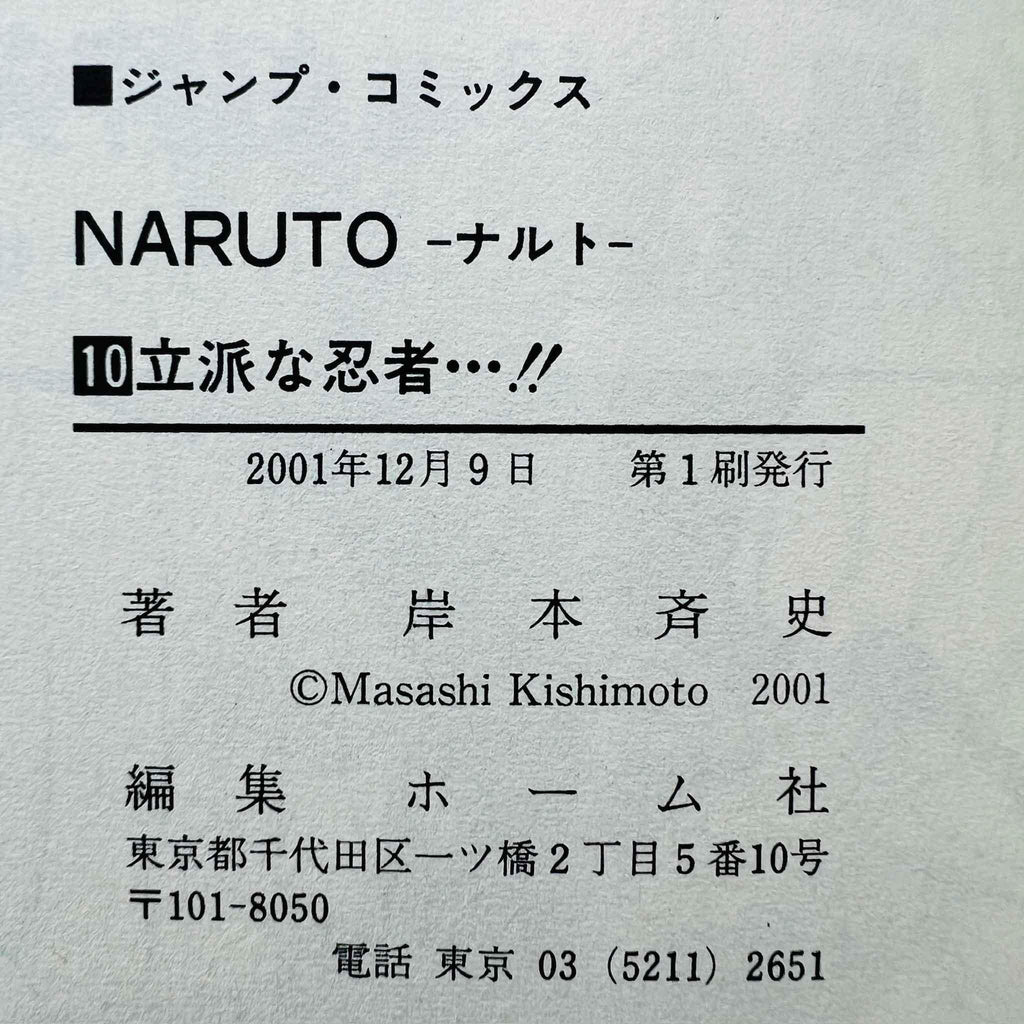 ■ジャンプ・コミックス
NARUTO -ナルト-
10立派な忍者…!!
2001年12月9日 第1刷発行
著者 岸本斉史
©Masashi Kishimoto 2001
編集 ホーム社
東京都千代田区一ツ橋2丁目5番10号
〒101-8050
電話 東京 03 (5211) 2651